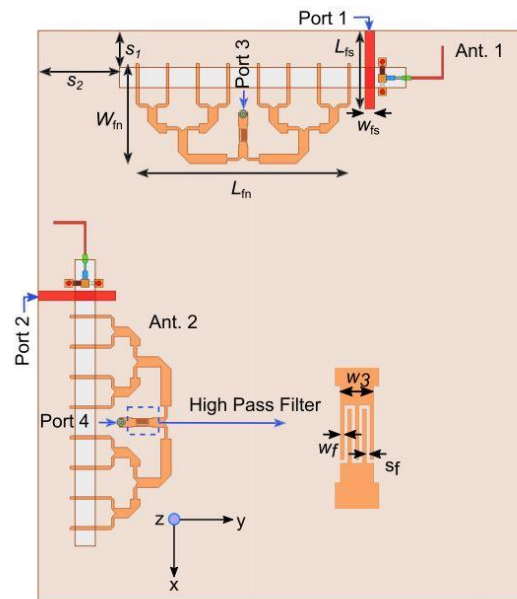 Port 1
s1
Port 3
Lfs
Ant. 1
s2
Wfn
wfs
Lfn
Port 2
Ant. 2
w3
Port 4
High Pass Filter
wf
sf
z
y
x